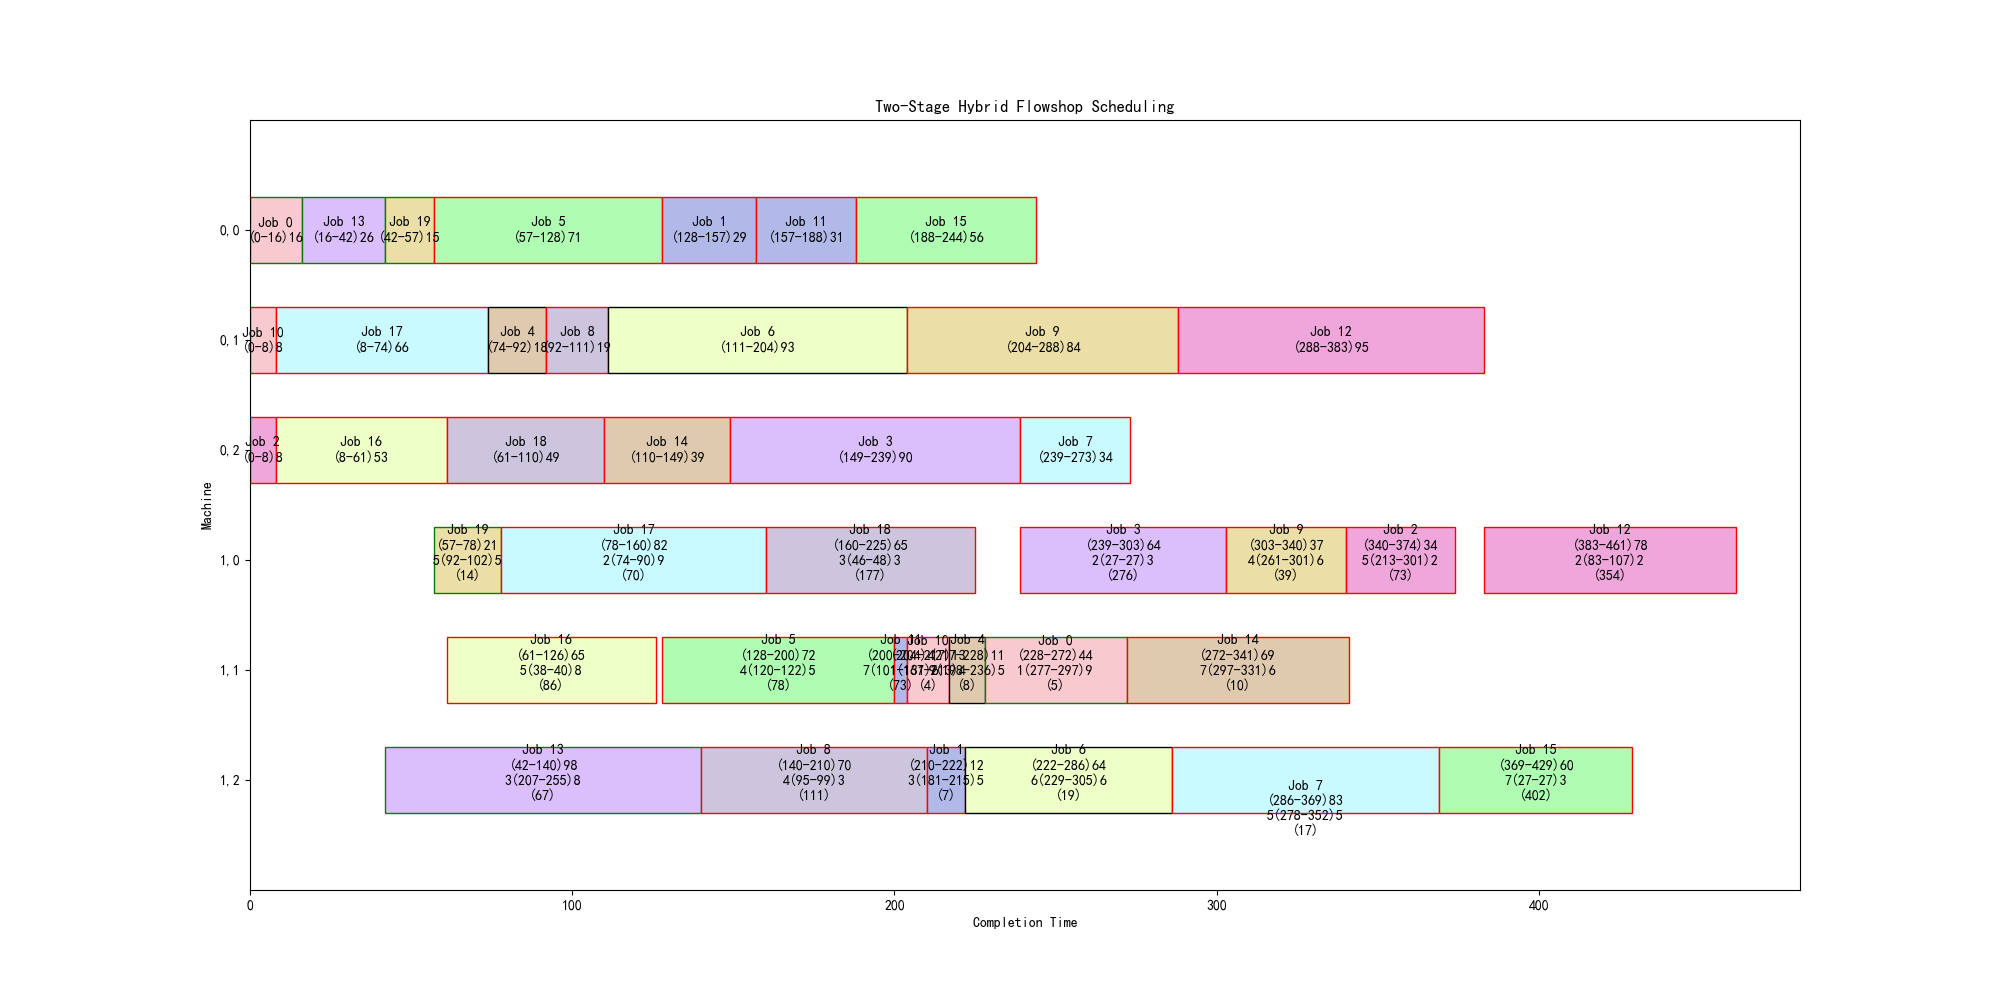 Two-Stage Hybrid Flowshop Scheduling
0,0
Job 0
(0-16)16
Job 13
(16-42)26
Job 19
(42-57)15
Job 5
(57-128)71
Job 1
(128-157)29
Job 11
(157-188)31
Job 15
(188-244)56
0,1
Job 10
(0-8)8
Job 17
(8-74)66
Job 4
(74-92)18
Job 8
(92-111)19
Job 6
(111-204)93
Job 9
(204-288)84
Job 12
(288-383)95
0,2
Job 2
(0-8)8
Job 16
(8-61)53
Job 18
(61-110)49
Job 14
(110-149)39
Job 3
(149-239)90
Job 7
(239-273)34
Machine
1,0
Job 19
(57-78)21
5(92-102)5
(14)
Job 17
(78-160)82
2(74-90)9
(70)
Job 18
(160-225)65
3(46-48)3
(177)
Job 3
(239-303)64
2(27-27)3
(276)
Job 9
(303-340)37
4(261-301)6
(39)
Job 2
(340-374)34
5(213-301)2
(73)
Job 12
(383-461)78
2(83-107)2
(354)
1,1
Job 16
(61-126)65
5(38-40)8
(86)
Job 5
(128-200)72
4(120-122)5
(78)
Job 11
(73)
Job 10
(4)
Job 4
(8)
Job 0
(228-272)44
1(277-297)9
(5)
Job 14
(272-341)69
7(297-331)6
(10)
1,2
Job 13
(42-140)98
3(207-255)8
(67)
Job 8
(140-210)70
4(95-99)3
(111)
Job 1
(210-222)12
3(181-215)5
(7)
Job 6
(222-286)64
6(229-305)6
(19)
Job 7
(286-369)83
5(278-352)5
(17)
Job 15
(369-429)60
7(27-27)3
(402)
0
100
200
300
400
Completion Time